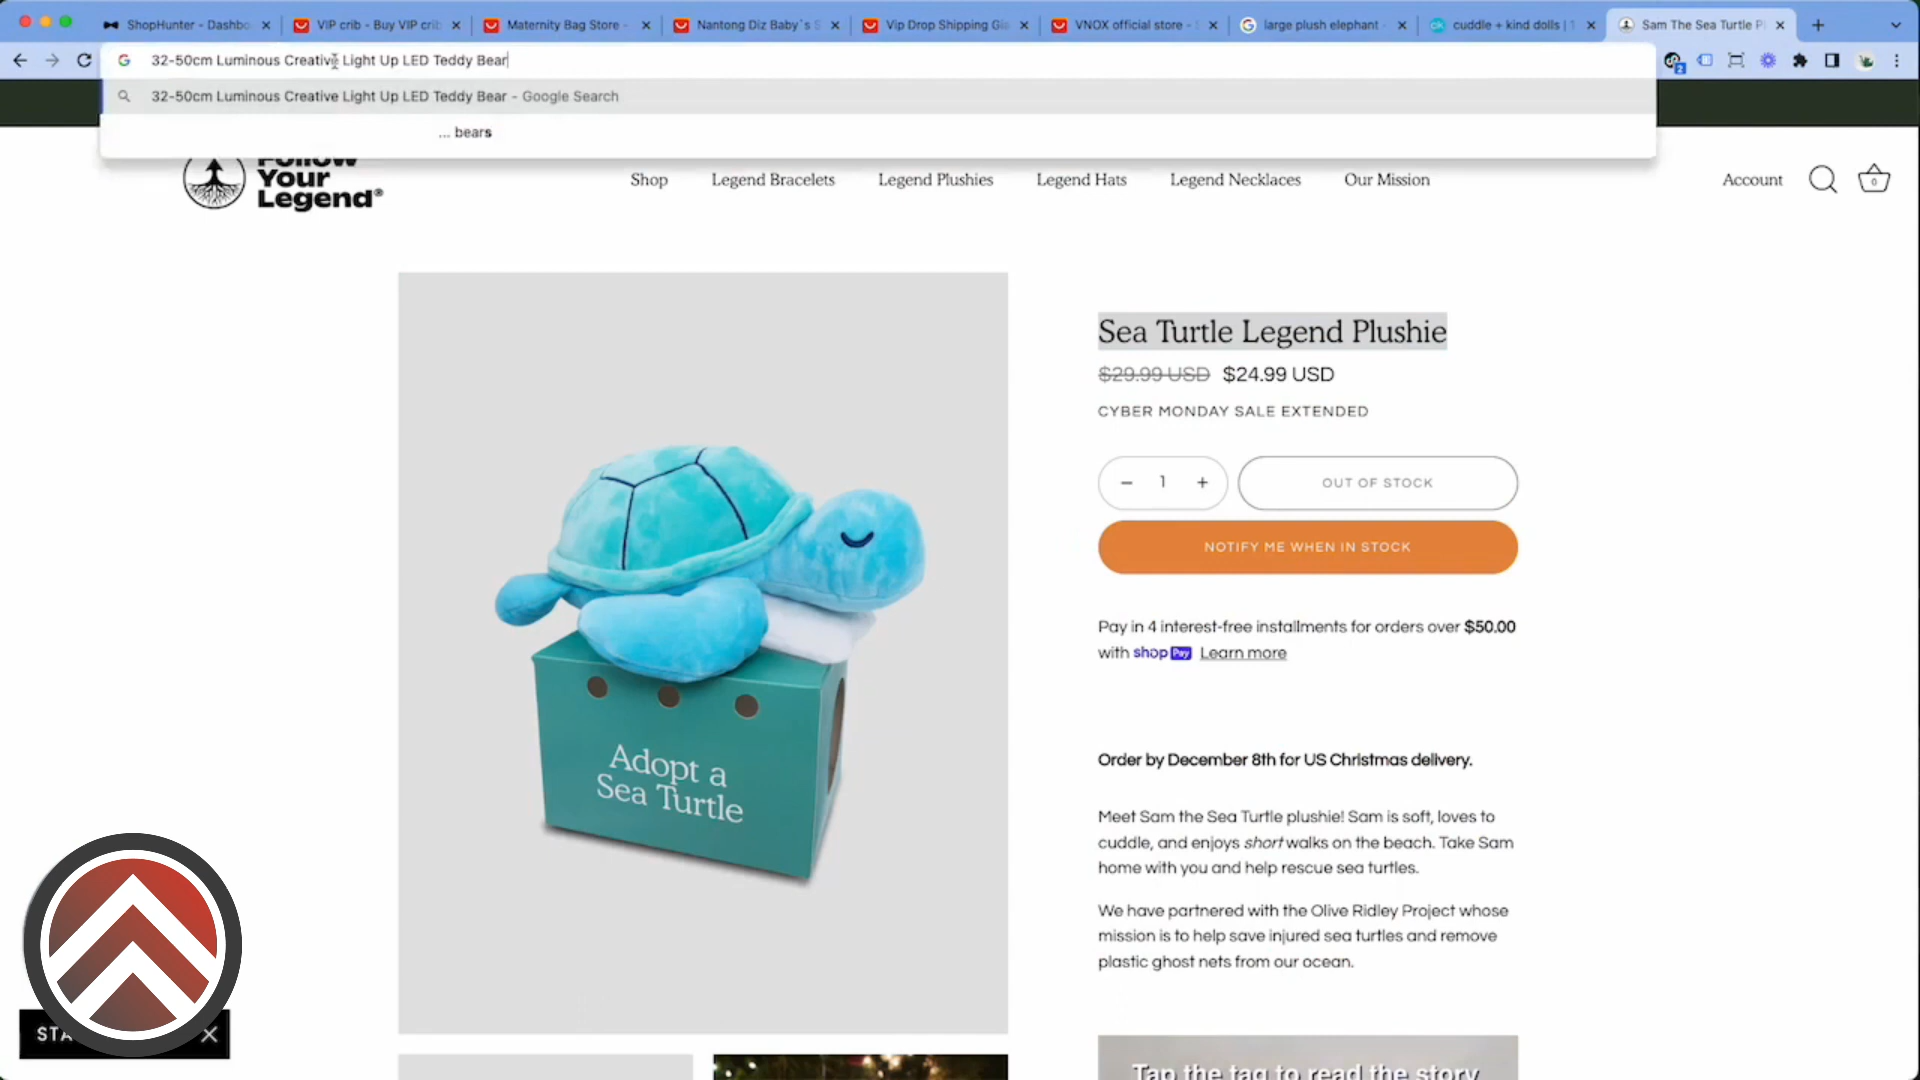 ShopHunter - Dashbo
VIP crib - Buy VIP crib
Maternity Bag Store -
Nantong Diz Baby`s S
Vip Drop Shipping Gla
VNOX official store - S
large plush elephant -
cuddle + kind dolls | T
Sam The Sea Turtle P
32-50cm Luminous Creative Light Up LED Teddy Bear
32-50cm Luminous Creative Light Up LED Teddy Bear - Google Search
... bears
2
Follow
Your
Legend®
Shop
Legend Bracelets
Legend Plushies
Legend Hats
Legend Necklaces
Our Mission
Account
0
Sea Turtle Legend Plushie
$29.99 USD $24.99 USD
CYBER MONDAY SALE EXTENDED
− 1 +
OUT OF STOCK
NOTIFY ME WHEN IN STOCK
Pay in 4 interest-free installments for orders over $50.00
with shop Pay Learn more
Adopt a
Sea Turtle
Order by December 8th for US Christmas delivery.
Meet Sam the Sea Turtle plushie! Sam is soft, loves to
cuddle, and enjoys short walks on the beach. Take Sam
home with you and help rescue sea turtles.
We have partnered with the Olive Ridley Project whose
mission is to help save injured sea turtles and remove
plastic ghost nets from our ocean.
Tap the tag to read the story